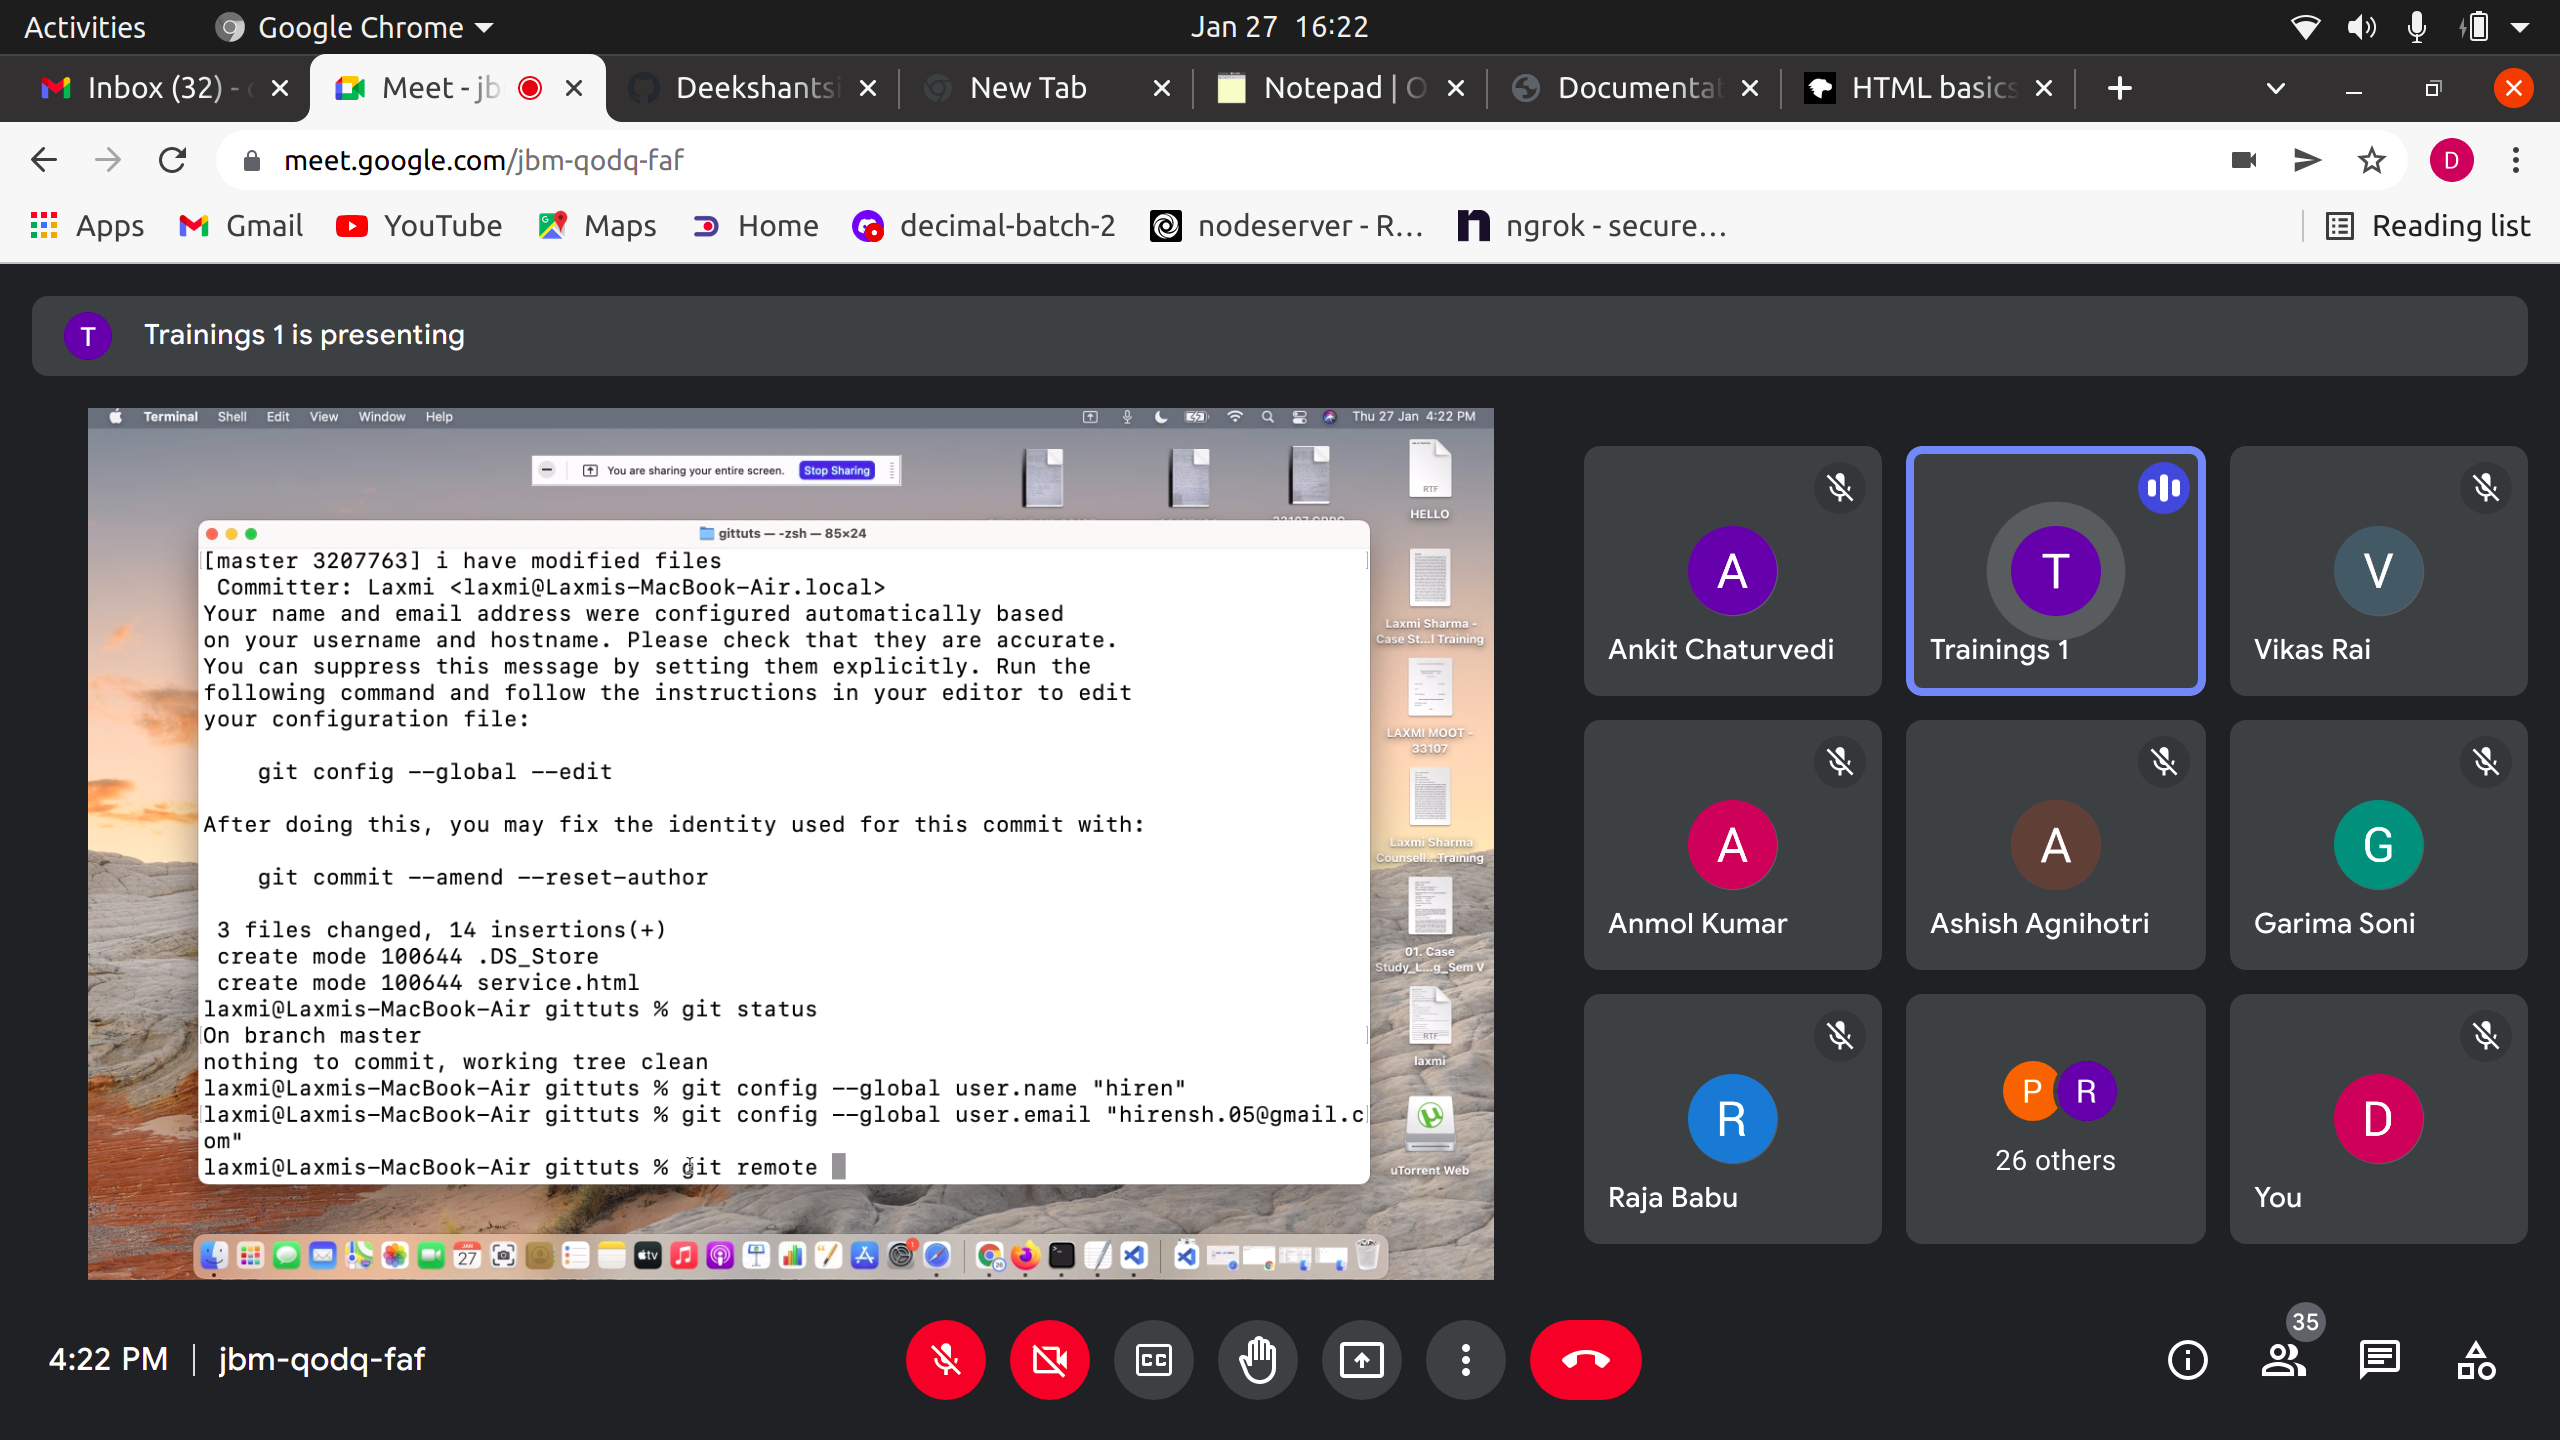 Activities
Google Chrome
Jan 27 16:22
Inbox (32) -
Meet - jb
Deekshants
New Tab
Notepad | O
Documentat
HTML basics
meet.google.com/jbm-qodq-faf
D
Apps
Gmail
YouTube
Maps
Home
decimal-batch-2
nodeserver - R...
ngrok - secure...
Reading list
T
Trainings 1 is presenting
Terminal Shell Edit View Window Help
Thu 27 Jan 4:22 PM
You are sharing your entire screen.
Stop Sharing
RTF
HELLO
gittuts — -zsh — 85×24
[master 3207763] i have modified files
Committer: Laxmi <laxmi@Laxmis-MacBook-Air.local>
Your name and email address were configured automatically based
on your username and hostname. Please check that they are accurate.
You can suppress this message by setting them explicitly. Run the
following command and follow the instructions in your editor to edit
your configuration file:
git config --global --edit
After doing this, you may fix the identity used for this commit with:
git commit --amend --reset-author
3 files changed, 14 insertions(+)
create mode 100644 .DS_Store
create mode 100644 service.html
laxmi@Laxmis-MacBook-Air gittuts % git status
On branch master
nothing to commit, working tree clean
laxmi@Laxmis-MacBook-Air gittuts % git config --global user.name "hiren"
laxmi@Laxmis-MacBook-Air gittuts % git config --global user.email "hirensh.05@gmail.c
om"
laxmi@Laxmis-MacBook-Air gittuts % git remote
Laxmi Sharma -
Case St...l Training
LAXMI MOOT -
33107
Laxmi Sharma
Counsell...Training
01. Case
Study_L...g_Sem V
RTF
laxmi
uTorrent Web
JAN
27
tv
A
Ankit Chaturvedi
T
Trainings 1
V
Vikas Rai
A
Anmol Kumar
A
Ashish Agnihotri
G
Garima Soni
R
Raja Babu
P R
26 others
D
You
4:22 PM | jbm-qodq-faf
CC
35